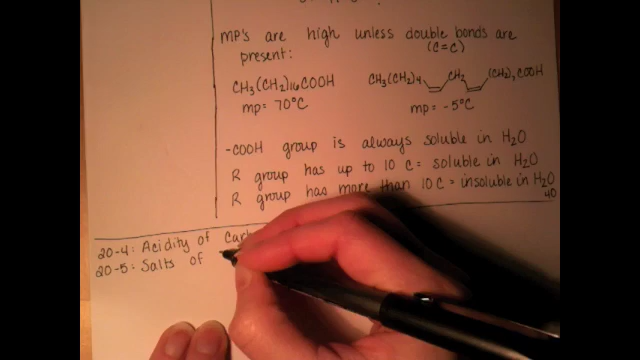 MP's are high unless double bonds are
present: (C=C)
CH3(CH2)16COOH CH3(CH2)4 CH2 (CH2)7COOH
mp= 70°C mp= -5°C
-COOH group is always soluble in H2O
R group has up to 10 C = soluble in H2O
R group has more than 10 C = insoluble in H2O
40
20-4: Acidity of
20-5: Salts of